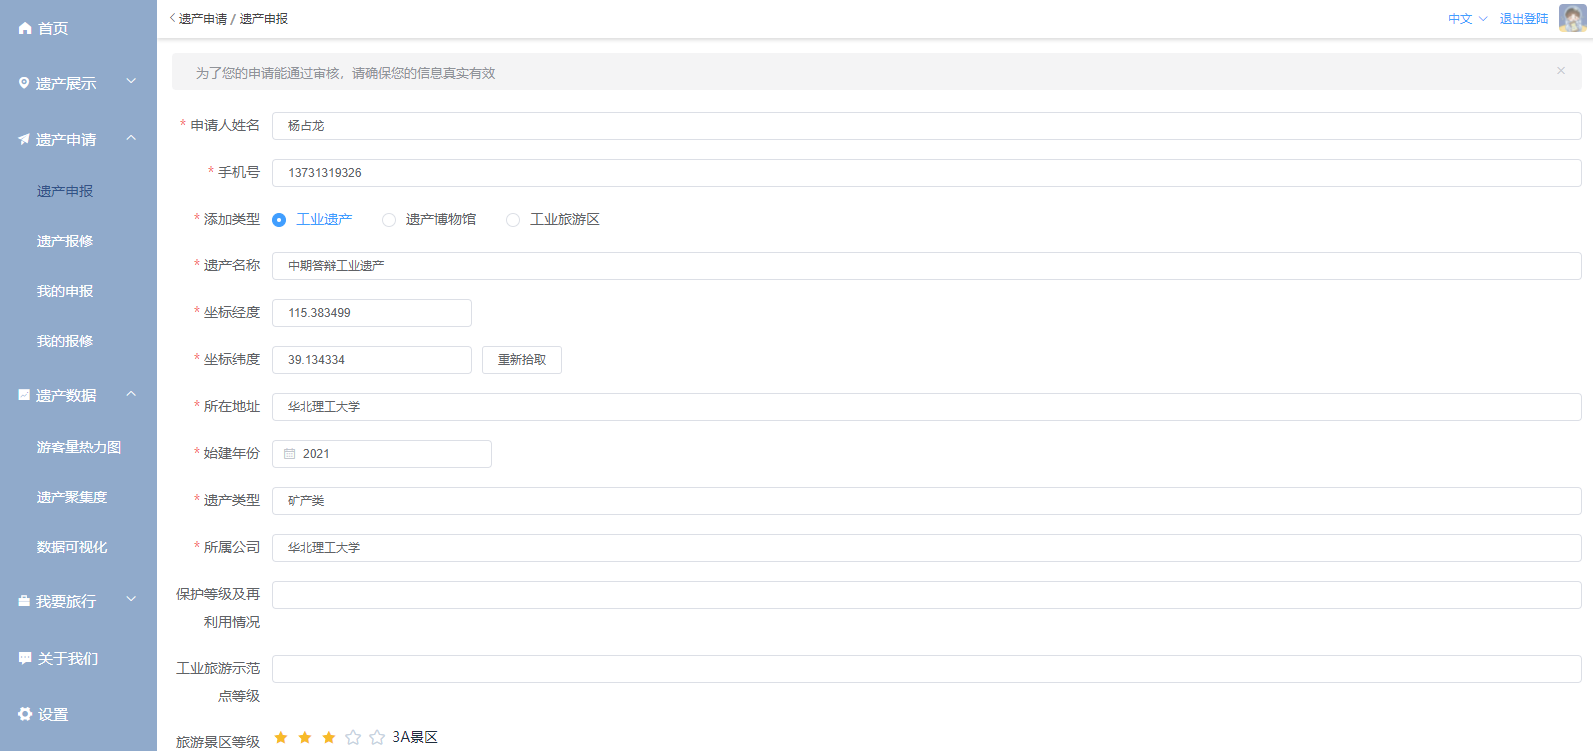 首页
遗产展示
遗产申请
遗产申报
遗产报修
我的申报
我的报修
遗产数据
游客量热力图
遗产聚集度
数据可视化
我要旅行
关于我们
设置
遗产申请 / 遗产申报
中文
退出登陆
为了您的申请能通过审核，请确保您的信息真实有效
* 申请人姓名 杨占龙
* 手机号 13731319326
* 添加类型 工业遗产 遗产博物馆 工业旅游区
* 遗产名称 中期答辩工业遗产
* 坐标经度 115.383499
* 坐标纬度 39.134334 重新拾取
* 所在地址 华北理工大学
* 始建年份 2021
* 遗产类型 矿产类
* 所属公司 华北理工大学
保护等级及再
利用情况
工业旅游示范
点等级
旅游景区等级 3A景区